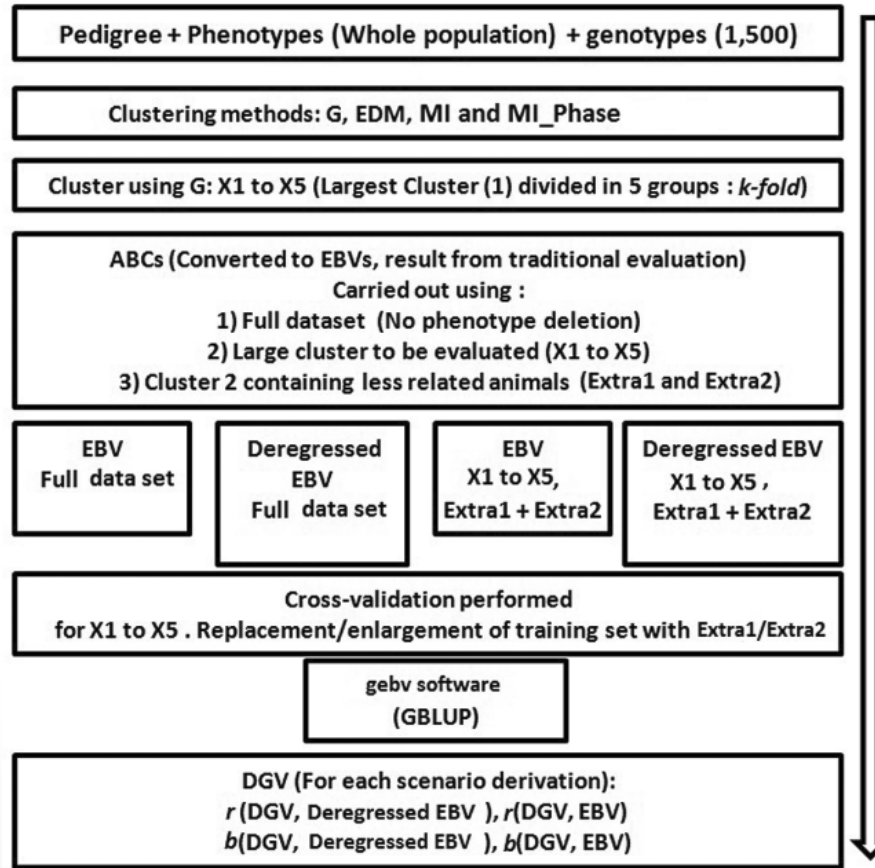 Pedigree + Phenotypes (Whole population) + genotypes (1,500)
Clustering methods: G, EDM, MI and MI_Phase
Cluster using G: X1 to X5 (Largest Cluster (1) divided in 5 groups : k-fold)
ABCs (Converted to EBVs, result from traditional evaluation)
Carried out using :
1) Full dataset (No phenotype deletion)
2) Large cluster to be evaluated (X1 to X5)
3) Cluster 2 containing less related animals (Extra1 and Extra2)
EBV
Full data set
Deregressed
EBV
Full data set
EBV
X1 to X5,
Extra1 + Extra2
Deregressed EBV
X1 to X5 ,
Extra1 + Extra2
Cross-validation performed
for X1 to X5 . Replacement/enlargement of training set with Extra1/Extra2
gebv software
(GBLUP)
DGV (For each scenario derivation):
r(DGV, Deregressed EBV ), r(DGV, EBV)
b(DGV, Deregressed EBV ), b(DGV, EBV)